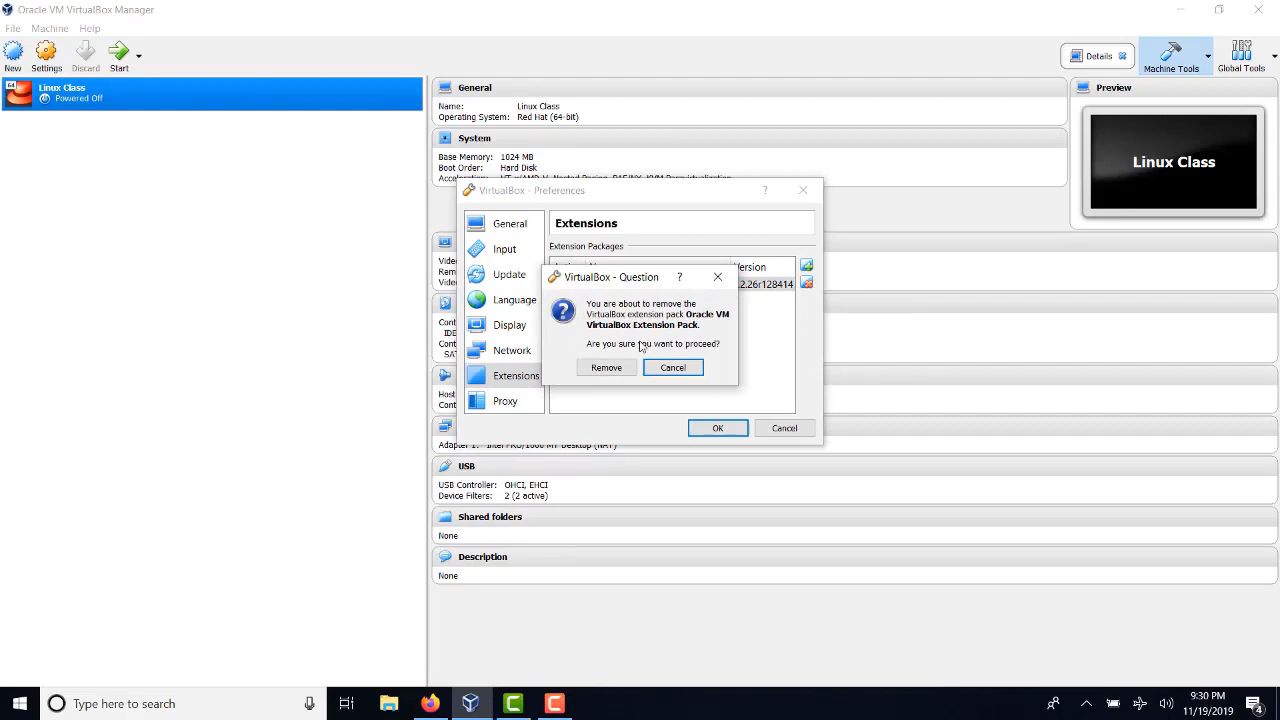 Oracle VM VirtualBox Manager
File Machine Help
New Settings Discard Start
Details Machine Tools Global Tools
64 Linux Class
Powered Off
General
Name: Linux Class
Operating System: Red Hat (64-bit)
System
Base Memory: 1024 MB
Boot Order: Hard Disk
Preview
Linux Class
VirtualBox - Preferences
General
Input
Update
Language
Display
Network
Extensions
Proxy
Extensions
Extension Packages
Version
2.26r128414
VirtualBox - Question
You are about to remove the
VirtualBox extension pack Oracle VM
VirtualBox Extension Pack.
Are you sure you want to proceed?
Remove Cancel
OK Cancel
USB
USB Controller: OHCI, EHCI
Device Filters: 2 (2 active)
Shared folders
None
Description
None
Type here to search
9:30 PM
11/19/2019
4